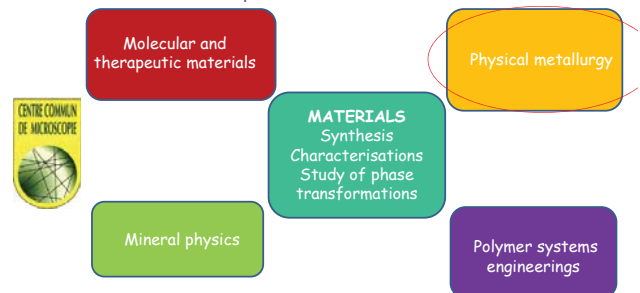 Molecular and
therapeutic materials
Physical metallurgy
CENTRE COMMUN
DE MICROSCOPIE
MATERIALS
Synthesis
Characterisations
Study of phase
transformations
Mineral physics
Polymer systems
engineerings